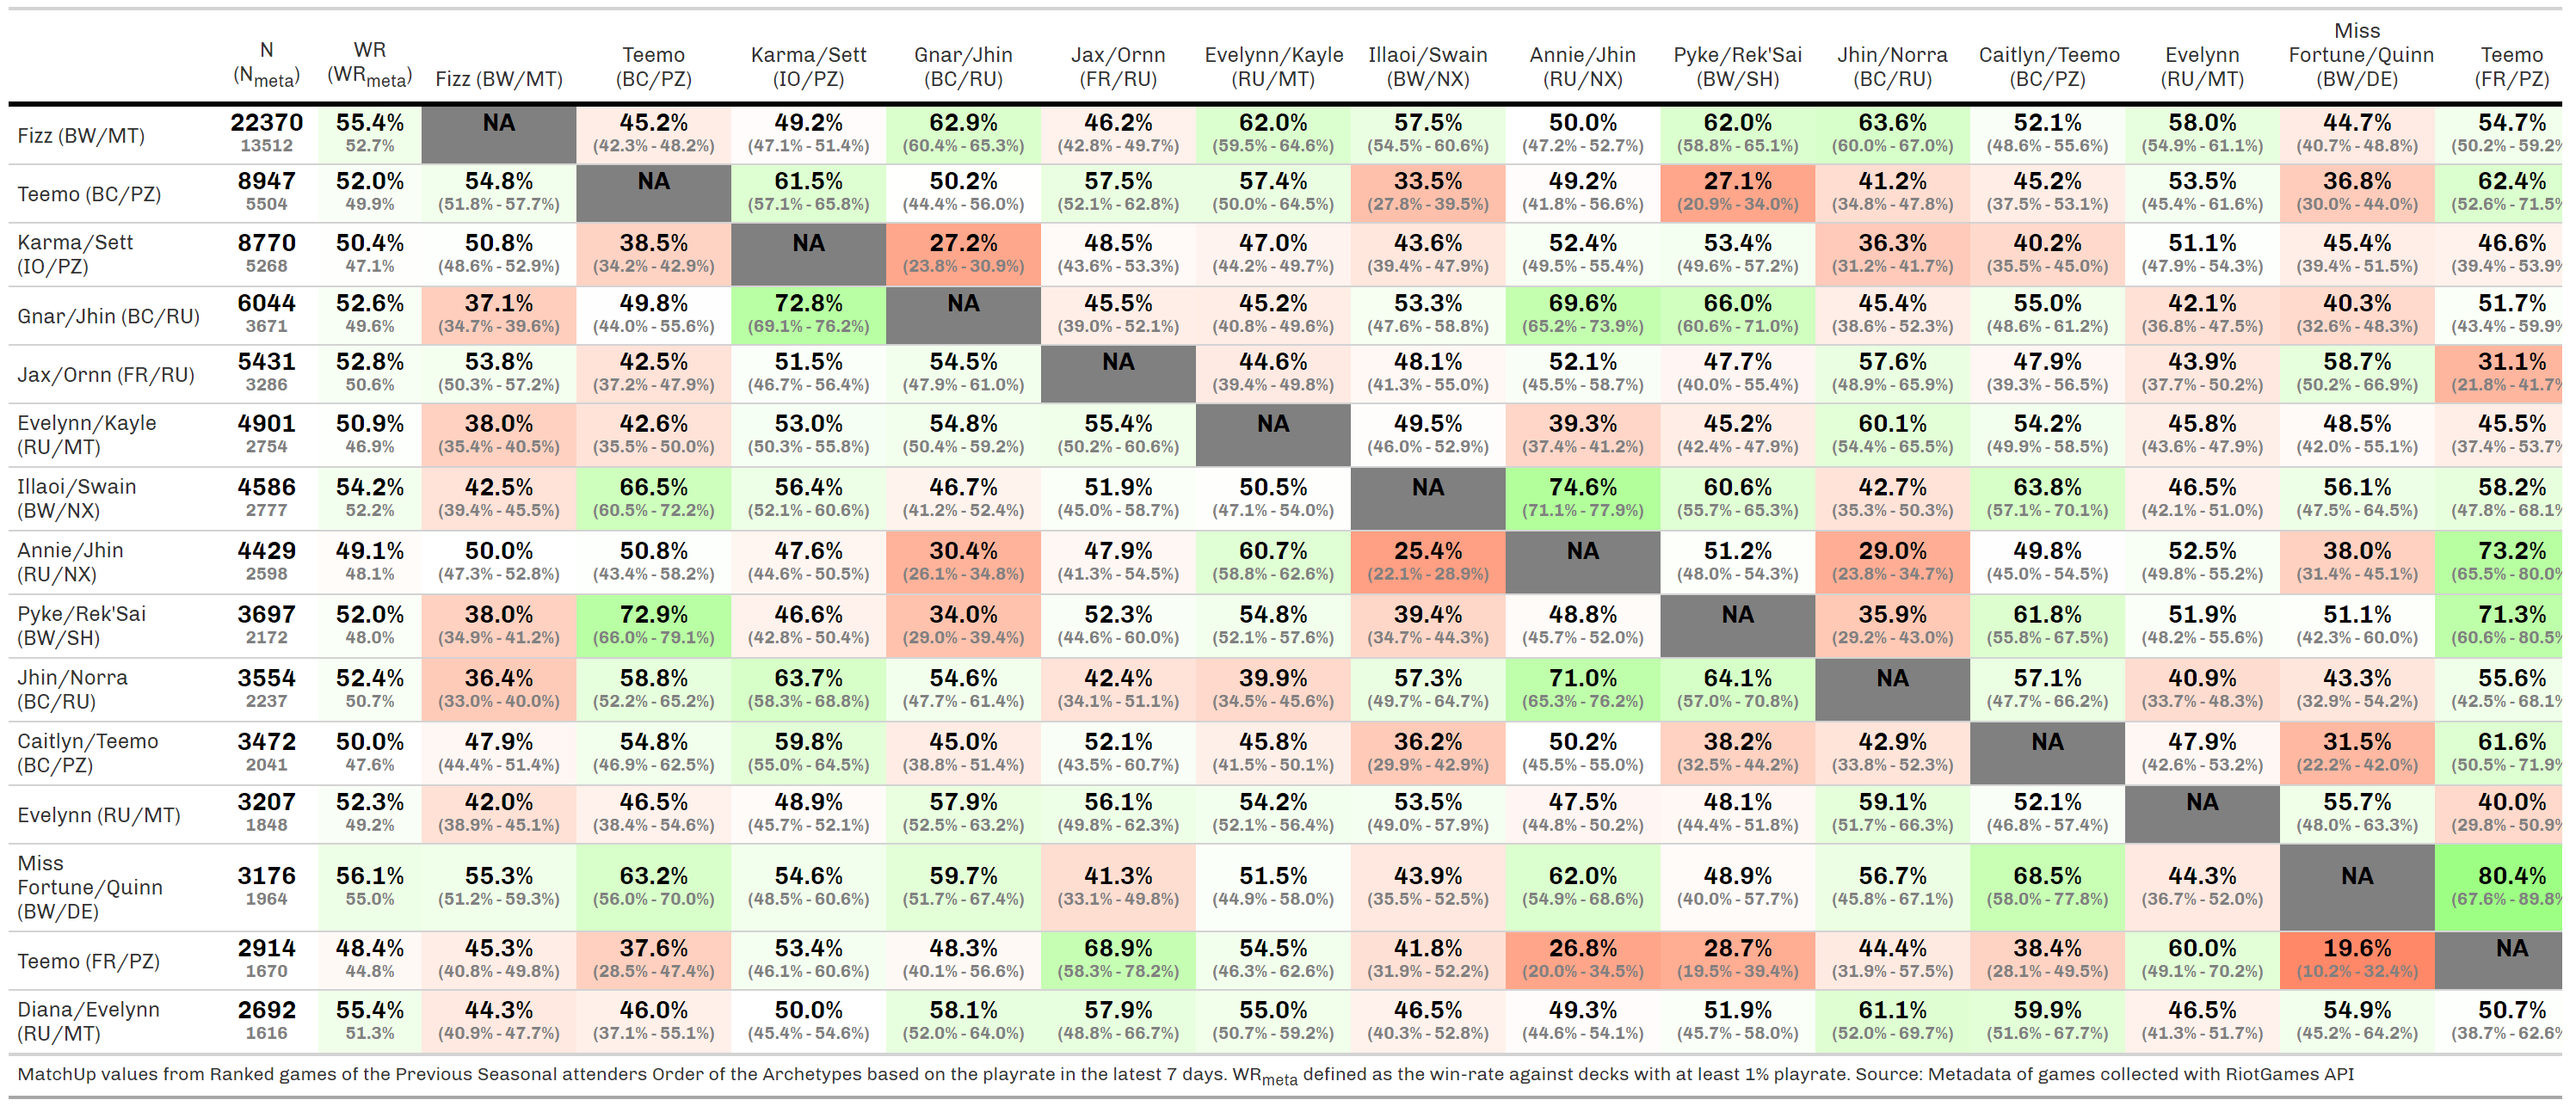 N (Nmeta) WR (WRmeta) Fizz (BW/MT) Teemo (BC/PZ) Karma/Sett (IO/PZ) Gnar/Jhin (BC/RU) Jax/Ornn (FR/RU) Evelynn/Kayle (RU/MT) Illaoi/Swain (BW/NX) Annie/Jhin (RU/NX) Pyke/Rek'Sai (BW/SH) Jhin/Norra (BC/RU) Caitlyn/Teemo (BC/PZ) Evelynn (RU/MT) Miss Fortune/Quinn (BW/DE) Teemo (FR/PZ)
Fizz (BW/MT) 22370 55.4% NA 45.2% 49.2% 62.9% 46.2% 62.0% 57.5% 50.0% 62.0% 63.6% 52.1% 58.0% 44.7% 54.7%
13512 52.7% (42.3% - 48.2%) (47.1% - 51.4%) (60.4% - 65.3%) (42.8% - 49.7%) (59.5% - 64.6%) (54.5% - 60.6%) (47.2% - 52.7%) (58.8% - 65.1%) (60.0% - 67.0%) (48.6% - 55.6%) (54.9% - 61.1%) (40.7% - 48.8%) (50.2% - 59.2%
Teemo (BC/PZ) 8947 52.0% 54.8% NA 61.5% 50.2% 57.5% 57.4% 33.5% 49.2% 27.1% 41.2% 45.2% 53.5% 36.8% 62.4%
5504 49.9% (51.8% - 57.7%) (57.1% - 65.8%) (44.4% - 56.0%) (52.1% - 62.8%) (50.0% - 64.5%) (27.8% - 39.5%) (41.8% - 56.6%) (20.9% - 34.0%) (34.8% - 47.8%) (37.5% - 53.1%) (45.4% - 61.6%) (30.0% - 44.0%) (52.6% - 71.5%
Karma/Sett 8770 50.4% 50.8% 38.5% NA 27.2% 48.5% 47.0% 43.6% 52.4% 53.4% 36.3% 40.2% 51.1% 45.4% 46.6%
(IO/PZ) 5268 47.1% (48.6% - 52.9%) (34.2% - 42.9%) (23.8% - 30.9%) (43.6% - 53.3%) (44.2% - 49.7%) (39.4% - 47.9%) (49.5% - 55.4%) (49.6% - 57.2%) (31.2% - 41.7%) (35.5% - 45.0%) (47.9% - 54.3%) (39.4% - 51.5%) (39.4% - 53.9%
Gnar/Jhin (BC/RU) 6044 52.6% 37.1% 49.8% 72.8% NA 45.5% 45.2% 53.3% 69.6% 66.0% 45.4% 55.0% 42.1% 40.3% 51.7%
3671 49.6% (34.7% - 39.6%) (44.0% - 55.6%) (69.1% - 76.2%) (39.0% - 52.1%) (40.8% - 49.6%) (47.6% - 58.8%) (65.2% - 73.9%) (60.6% - 71.0%) (38.6% - 52.3%) (48.6% - 61.2%) (36.8% - 47.5%) (32.6% - 48.3%) (43.4% - 59.9%
Jax/Ornn (FR/RU) 5431 52.8% 53.8% 42.5% 51.5% 54.5% NA 44.6% 48.1% 52.1% 47.7% 57.6% 47.9% 43.9% 58.7% 31.1%
3286 50.6% (50.3% - 57.2%) (37.2% - 47.9%) (46.7% - 56.4%) (47.9% - 61.0%) (39.4% - 49.8%) (41.3% - 55.0%) (45.5% - 58.7%) (40.0% - 55.4%) (48.9% - 65.9%) (39.3% - 56.5%) (37.7% - 50.2%) (50.2% - 66.9%) (21.8% - 41.7%
Evelynn/Kayle 4901 50.9% 38.0% 42.6% 53.0% 54.8% 55.4% NA 49.5% 39.3% 45.2% 60.1% 54.2% 45.8% 48.5% 45.5%
(RU/MT) 2754 46.9% (35.4% - 40.5%) (35.5% - 50.0%) (50.3% - 55.8%) (50.4% - 59.2%) (50.2% - 60.6%) (46.0% - 52.9%) (37.4% - 41.2%) (42.4% - 47.9%) (54.4% - 65.5%) (49.9% - 58.5%) (43.6% - 47.9%) (42.0% - 55.1%) (37.4% - 53.7%
Illaoi/Swain 4586 54.2% 42.5% 66.5% 56.4% 46.7% 51.9% 50.5% NA 74.6% 60.6% 42.7% 63.8% 46.5% 56.1% 58.2%
(BW/NX) 2777 52.2% (39.4% - 45.5%) (60.5% - 72.2%) (52.1% - 60.6%) (41.2% - 52.4%) (45.0% - 58.7%) (47.1% - 54.0%) (71.1% - 77.9%) (55.7% - 65.3%) (35.3% - 50.3%) (57.1% - 70.1%) (42.1% - 51.0%) (47.5% - 64.5%) (47.8% - 68.1%
Annie/Jhin 4429 49.1% 50.0% 50.8% 47.6% 30.4% 47.9% 60.7% 25.4% NA 51.2% 29.0% 49.8% 52.5% 38.0% 73.2%
(RU/NX) 2598 48.1% (47.3% - 52.8%) (43.4% - 58.2%) (44.6% - 50.5%) (26.1% - 34.8%) (41.3% - 54.5%) (58.8% - 62.6%) (22.1% - 28.9%) (48.0% - 54.3%) (23.8% - 34.7%) (45.0% - 54.5%) (49.8% - 55.2%) (31.4% - 45.1%) (65.5% - 80.0%
Pyke/Rek'Sai 3697 52.0% 38.0% 72.9% 46.6% 34.0% 52.3% 54.8% 39.4% 48.8% NA 35.9% 61.8% 51.9% 51.1% 71.3%
(BW/SH) 2172 48.0% (34.9% - 41.2%) (66.0% - 79.1%) (42.8% - 50.4%) (29.0% - 39.4%) (44.6% - 60.0%) (52.1% - 57.6%) (34.7% - 44.3%) (45.7% - 52.0%) (29.2% - 43.0%) (55.8% - 67.5%) (48.2% - 55.6%) (42.3% - 60.0%) (60.6% - 80.5%
Jhin/Norra 3554 52.4% 36.4% 58.8% 63.7% 54.6% 42.4% 39.9% 57.3% 71.0% 64.1% NA 57.1% 40.9% 43.3% 55.6%
(BC/RU) 2237 50.7% (33.0% - 40.0%) (52.2% - 65.2%) (58.3% - 68.8%) (47.7% - 61.4%) (34.1% - 51.1%) (34.5% - 45.6%) (49.7% - 64.7%) (65.3% - 76.2%) (57.0% - 70.8%) (47.7% - 66.2%) (33.7% - 48.3%) (32.9% - 54.2%) (42.5% - 68.1%
Caitlyn/Teemo 3472 50.0% 47.9% 54.8% 59.8% 45.0% 52.1% 45.8% 36.2% 50.2% 38.2% 42.9% NA 47.9% 31.5% 61.6%
(BC/PZ) 2041 47.6% (44.4% - 51.4%) (46.9% - 62.5%) (55.0% - 64.5%) (38.8% - 51.4%) (43.5% - 60.7%) (41.5% - 50.1%) (29.9% - 42.9%) (45.5% - 55.0%) (32.5% - 44.2%) (33.8% - 52.3%) (42.6% - 53.2%) (22.2% - 42.0%) (50.5% - 71.9%
Evelynn (RU/MT) 3207 52.3% 42.0% 46.5% 48.9% 57.9% 56.1% 54.2% 53.5% 47.5% 48.1% 59.1% 52.1% NA 55.7% 40.0%
1848 49.2% (38.9% - 45.1%) (38.4% - 54.6%) (45.7% - 52.1%) (52.5% - 63.2%) (49.8% - 62.3%) (52.1% - 56.4%) (49.0% - 57.9%) (44.8% - 50.2%) (44.4% - 51.8%) (51.7% - 66.3%) (46.8% - 57.4%) (48.0% - 63.3%) (29.8% - 50.9%
Miss
Fortune/Quinn 3176 56.1% 55.3% 63.2% 54.6% 59.7% 41.3% 51.5% 43.9% 62.0% 48.9% 56.7% 68.5% 44.3% NA 80.4%
(BW/DE) 1964 55.0% (51.2% - 59.3%) (56.0% - 70.0%) (48.5% - 60.6%) (51.7% - 67.4%) (33.1% - 49.8%) (44.9% - 58.0%) (35.5% - 52.5%) (54.9% - 68.6%) (40.0% - 57.7%) (45.8% - 67.1%) (58.0% - 77.8%) (36.7% - 52.0%) (67.6% - 89.8%
Teemo (FR/PZ) 2914 48.4% 45.3% 37.6% 53.4% 48.3% 68.9% 54.5% 41.8% 26.8% 28.7% 44.4% 38.4% 60.0% 19.6% NA
1670 44.8% (40.8% - 49.8%) (28.5% - 47.4%) (46.1% - 60.6%) (40.1% - 56.6%) (58.3% - 78.2%) (46.3% - 62.6%) (31.9% - 52.2%) (20.0% - 34.5%) (19.5% - 39.4%) (31.9% - 57.5%) (28.1% - 49.5%) (49.1% - 70.2%) (10.2% - 32.4%)
Diana/Evelynn 2692 55.4% 44.3% 46.0% 50.0% 58.1% 57.9% 55.0% 46.5% 49.3% 51.9% 61.1% 59.9% 46.5% 54.9% 50.7%
(RU/MT) 1616 51.3% (40.9% - 47.7%) (37.1% - 55.1%) (45.4% - 54.6%) (52.0% - 64.0%) (48.8% - 66.7%) (50.7% - 59.2%) (40.3% - 52.8%) (44.6% - 54.1%) (45.7% - 58.0%) (52.0% - 69.7%) (51.6% - 67.7%) (41.3% - 51.7%) (45.2% - 64.2%) (38.7% - 62.6%
MatchUp values from Ranked games of the Previous Seasonal attenders Order of the Archetypes based on the playrate in the latest 7 days. WRmeta defined as the win-rate against decks with at least 1% playrate. Source: Metadata of games collected with RiotGames API